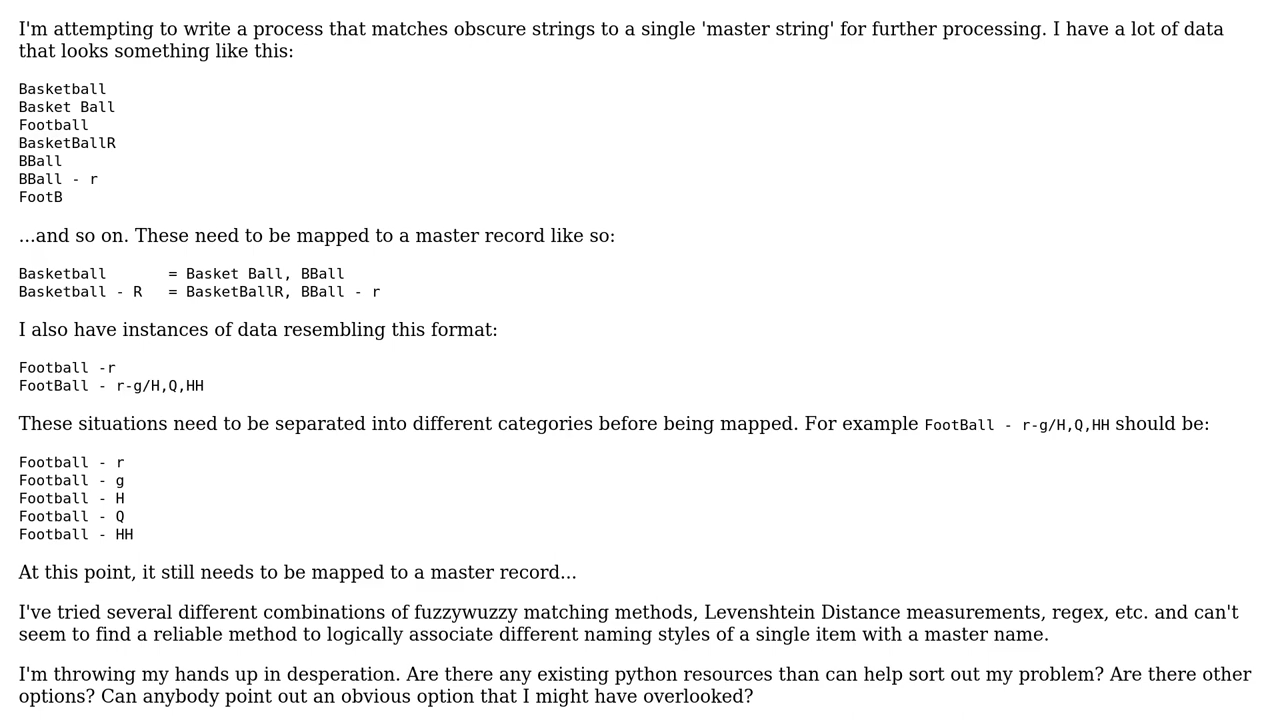 I'm attempting to write a process that matches obscure strings to a single 'master string' for further processing. I have a lot of data
that looks something like this:
Basketball
Basket Ball
Football
BasketBallR
BBall
BBall - r
FootB
...and so on. These need to be mapped to a master record like so:
Basketball       = Basket Ball, BBall
Basketball - R   = BasketBallR, BBall - r
I also have instances of data resembling this format:
Football -r
FootBall - r-g/H,Q,HH
These situations need to be separated into different categories before being mapped. For example FootBall - r-g/H,Q,HH should be:
Football - r
Football - g
Football - H
Football - Q
Football - HH
At this point, it still needs to be mapped to a master record...
I've tried several different combinations of fuzzywuzzy matching methods, Levenshtein Distance measurements, regex, etc. and can't
seem to find a reliable method to logically associate different naming styles of a single item with a master name.
I'm throwing my hands up in desperation. Are there any existing python resources than can help sort out my problem? Are there other
options? Can anybody point out an obvious option that I might have overlooked?